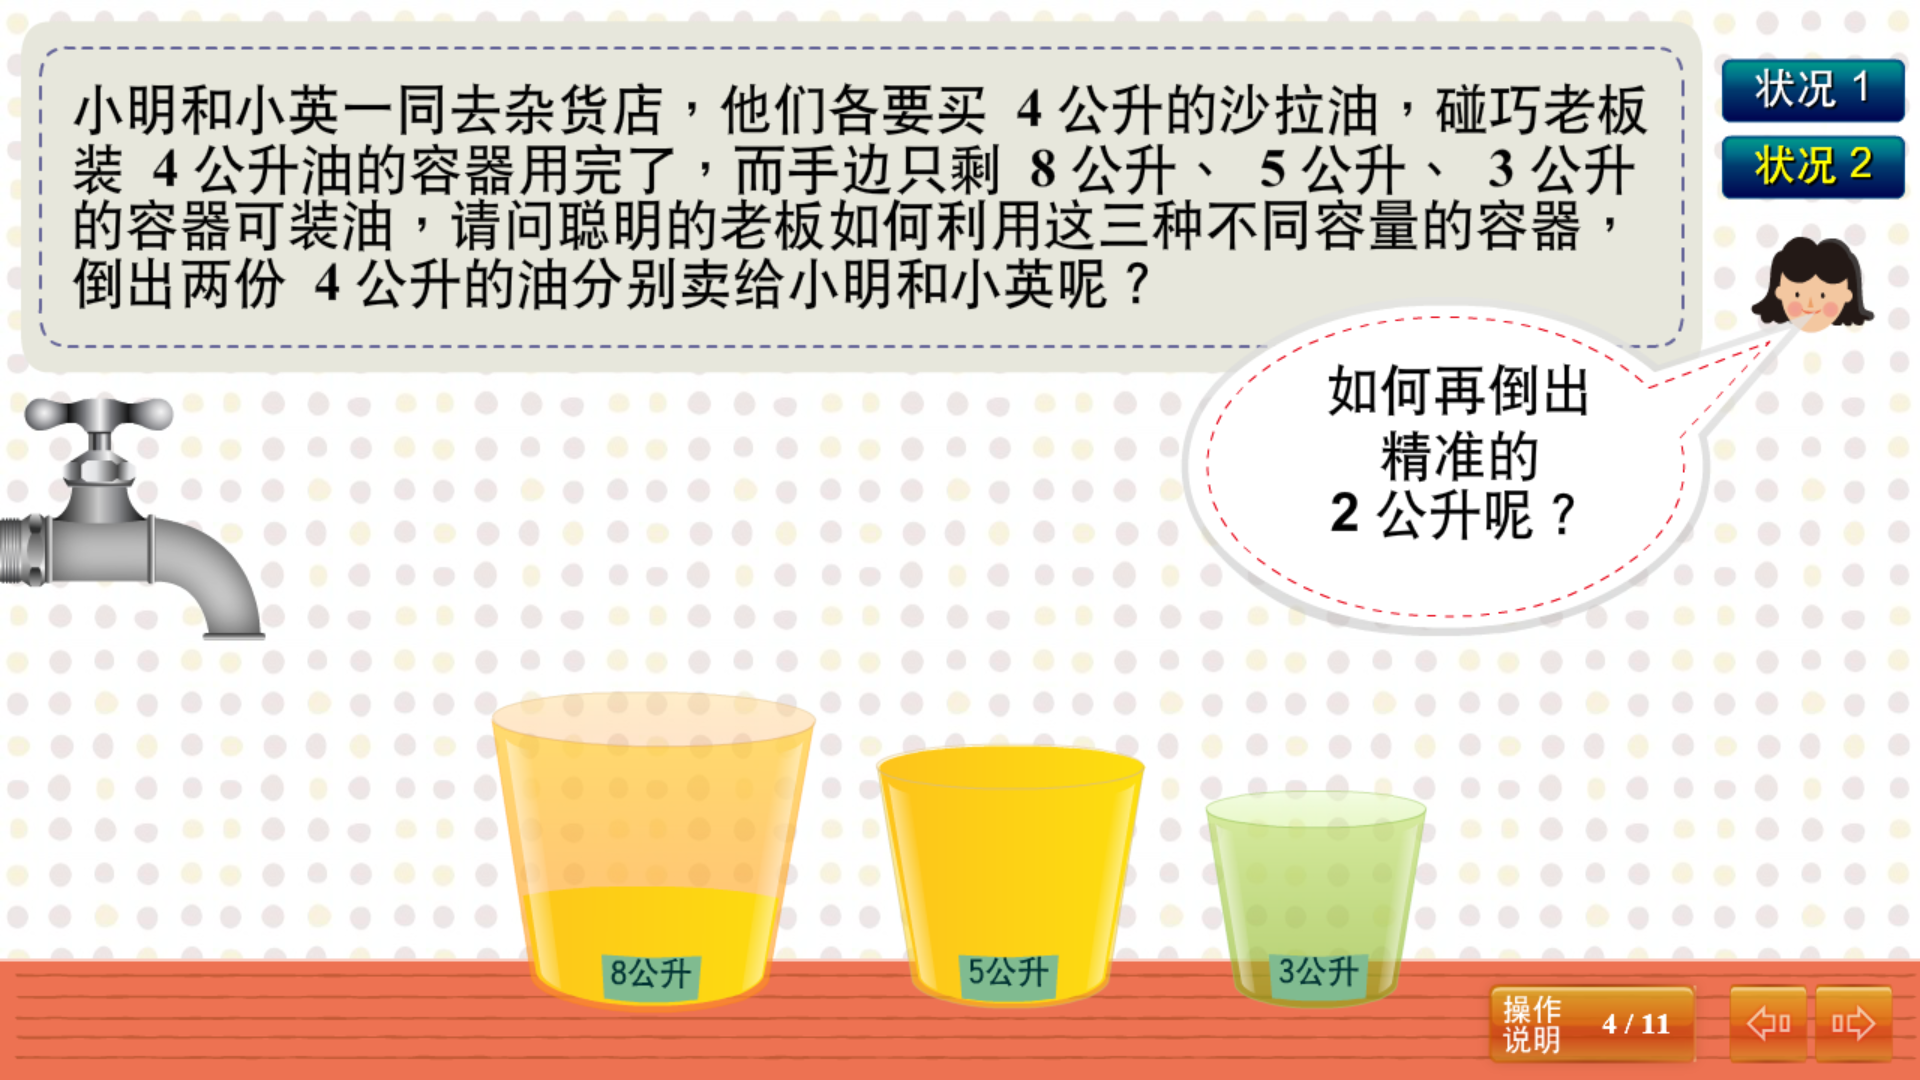 小明和小英一同去杂货店，他们各要买 4 公升的沙拉油，碰巧老板
装 4 公升油的容器用完了，而手边只剩 8 公升、 5 公升、 3 公升
的容器可装油，请问聪明的老板如何利用这三种不同容量的容器，
倒出两份 4 公升的油分别卖给小明和小英呢？
状况 1
状况 2
如何再倒出
精准的
2 公升呢？
8公升
5公升
3公升
操作
说明
4 / 11